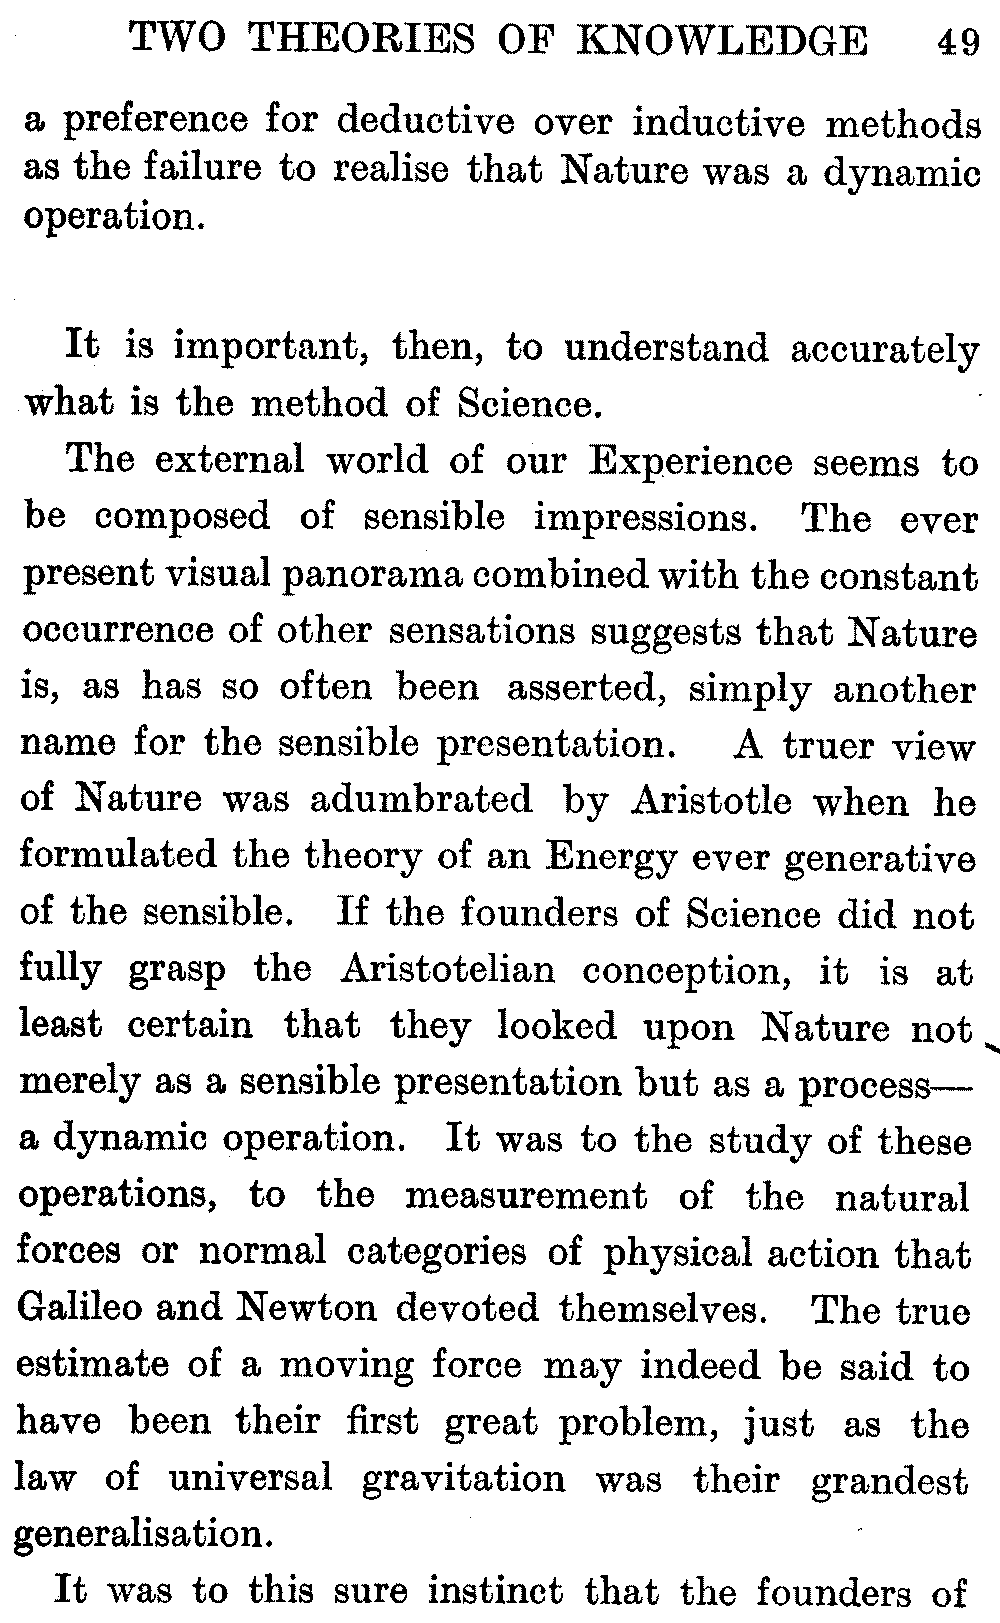 TWO THEORIES OF KNOWLEDGE 49
a preference for deductive over inductive methods
as the failure to realise that Nature was a dynamic
operation.
It is important, then, to understand accurately
what is the method of Science.
The external world of our Experience seems to
be composed of sensible impressions. The ever
present visual panorama combined with the constant
occurrence of other sensations suggests that Nature
is, as has so often been asserted, simply another
name for the sensible presentation. A truer view
of Nature was adumbrated by Aristotle when he
formulated the theory of an Energy ever generative
of the sensible. If the founders of Science did not
fully grasp the Aristotelian conception, it is at
least certain that they looked upon Nature not
merely as a sensible presentation but as a process—
a dynamic operation. It was to the study of these
operations, to the measurement of the natural
forces or normal categories of physical action that
Galileo and Newton devoted themselves. The true
estimate of a moving force may indeed be said to
have been their first great problem, just as the
law of universal gravitation was their grandest
generalisation.
It was to this sure instinct that the founders of